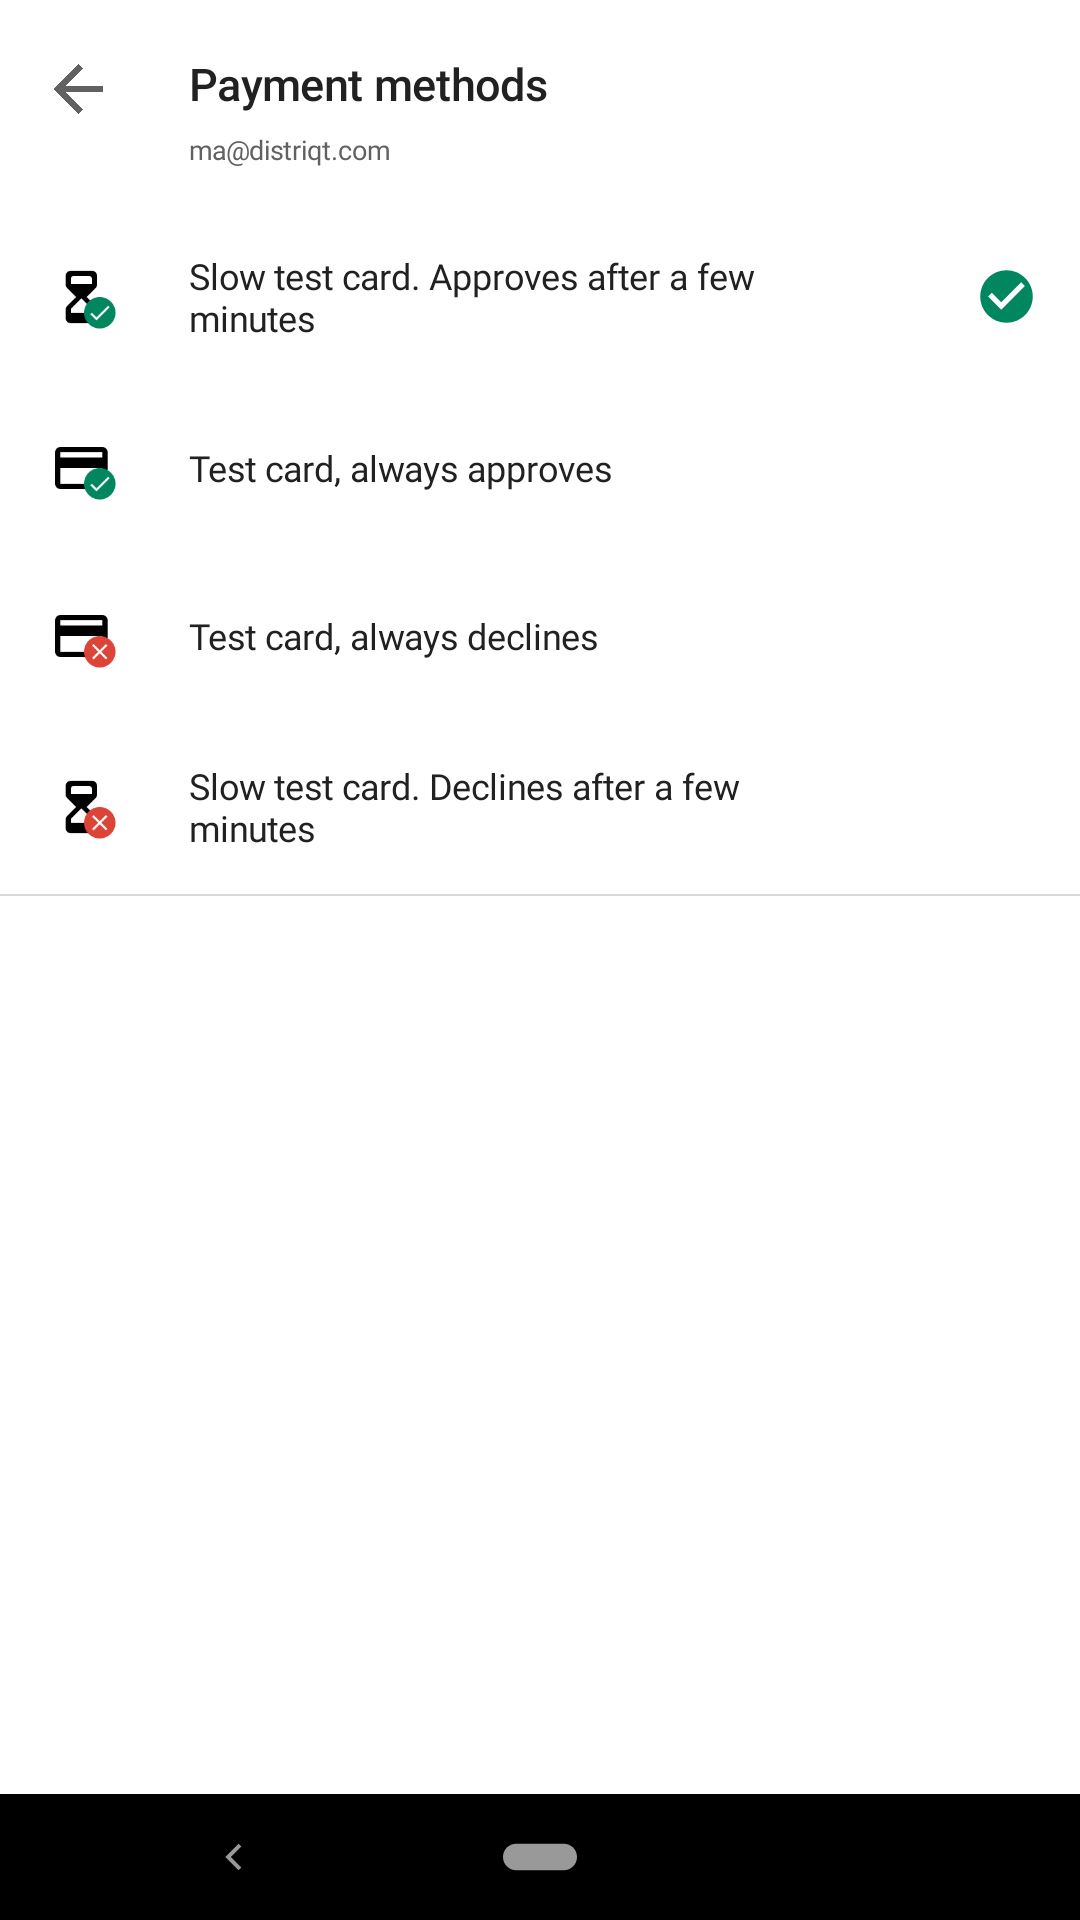 Payment methods
ma@distriqt.com
Slow test card. Approves after a few
minutes
Test card, always approves
Test card, always declines
Slow test card. Declines after a few
minutes